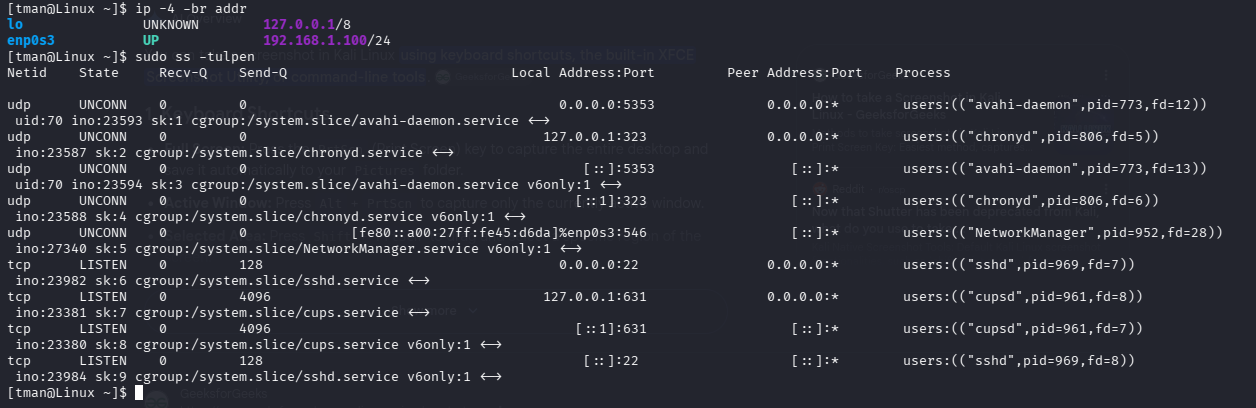 [tman@Linux ~]$ ip -4 -br addr
lo               UNKNOWN        127.0.0.1/8
enp0s3           UP             192.168.1.100/24
[tman@Linux ~]$ sudo ss -tulpen
Netid    State     Recv-Q    Send-Q                            Local Address:Port         Peer Address:Port    Process
udp      UNCONN    0         0                                       0.0.0.0:5353              0.0.0.0:*        users:(("avahi-daemon",pid=773,fd=12))
 uid:70 ino:23593 sk:1 cgroup:/system.slice/avahi-daemon.service <->
udp      UNCONN    0         0                                     127.0.0.1:323               0.0.0.0:*        users:(("chronyd",pid=806,fd=5))
 ino:23587 sk:2 cgroup:/system.slice/chronyd.service <->
udp      UNCONN    0         0                                          [::]:5353                 [::]:*        users:(("avahi-daemon",pid=773,fd=13))
 uid:70 ino:23594 sk:3 cgroup:/system.slice/avahi-daemon.service v6only:1 <->
udp      UNCONN    0         0                                         [::1]:323                  [::]:*        users:(("chronyd",pid=806,fd=6))
 ino:23588 sk:4 cgroup:/system.slice/chronyd.service v6only:1 <->
udp      UNCONN    0         0             [fe80::a00:27ff:fe45:d6da]%enp0s3:546                  [::]:*        users:(("NetworkManager",pid=952,fd=28))
 ino:27340 sk:5 cgroup:/system.slice/NetworkManager.service v6only:1 <->
tcp      LISTEN    0         128                                     0.0.0.0:22                0.0.0.0:*        users:(("sshd",pid=969,fd=7))
 ino:23982 sk:6 cgroup:/system.slice/sshd.service <->
tcp      LISTEN    0         4096                                  127.0.0.1:631               0.0.0.0:*        users:(("cupsd",pid=961,fd=8))
 ino:23381 sk:7 cgroup:/system.slice/cups.service <->
tcp      LISTEN    0         4096                                      [::1]:631                  [::]:*        users:(("cupsd",pid=961,fd=7))
 ino:23380 sk:8 cgroup:/system.slice/cups.service v6only:1 <->
tcp      LISTEN    0         128                                        [::]:22                   [::]:*        users:(("sshd",pid=969,fd=8))
 ino:23984 sk:9 cgroup:/system.slice/sshd.service v6only:1 <->
[tman@Linux ~]$